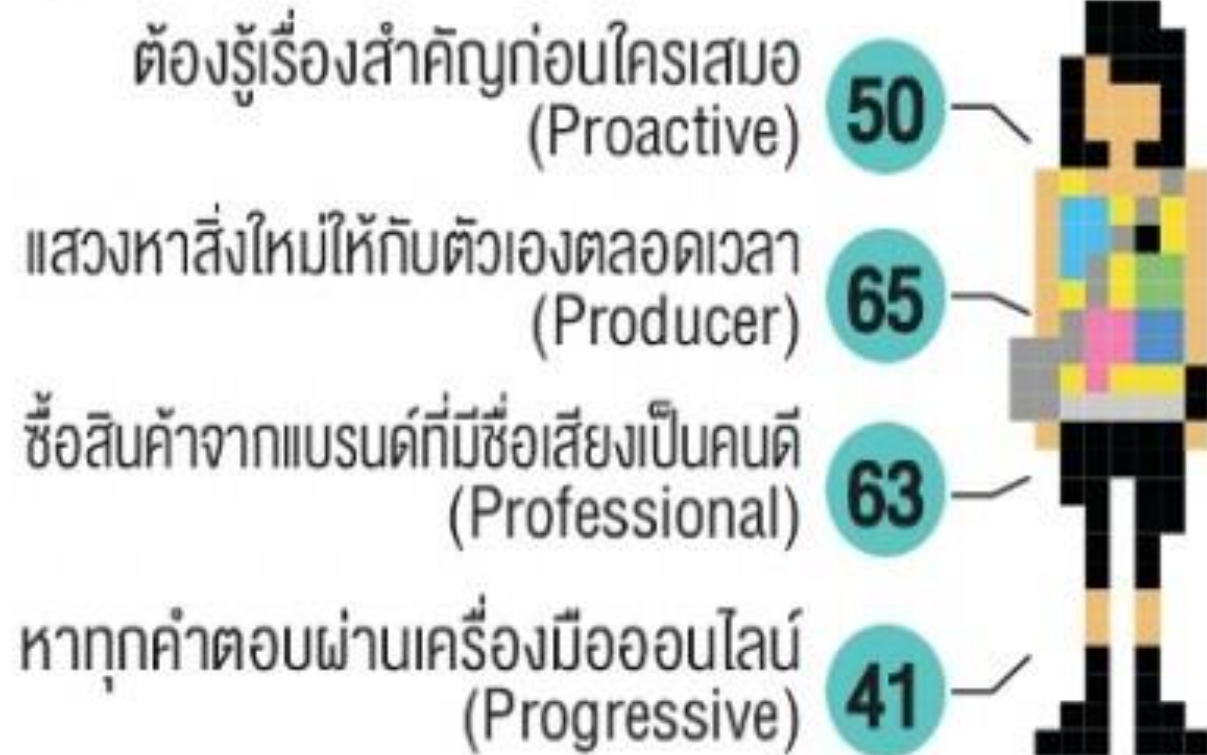 ต้องรู้เรื่องสำคัญก่อนใครเสมอ
(Proactive)
50
แสวงหาสิ่งใหม่ให้กับตัวเองตลอดเวลา
(Producer)
65
ซื้อสินค้าจากแบรนด์ที่มีชื่อเสียงเป็นคนดี
(Professional)
63
หาทุกคำตอบผ่านเครื่องมือออนไลน์
(Progressive)
41